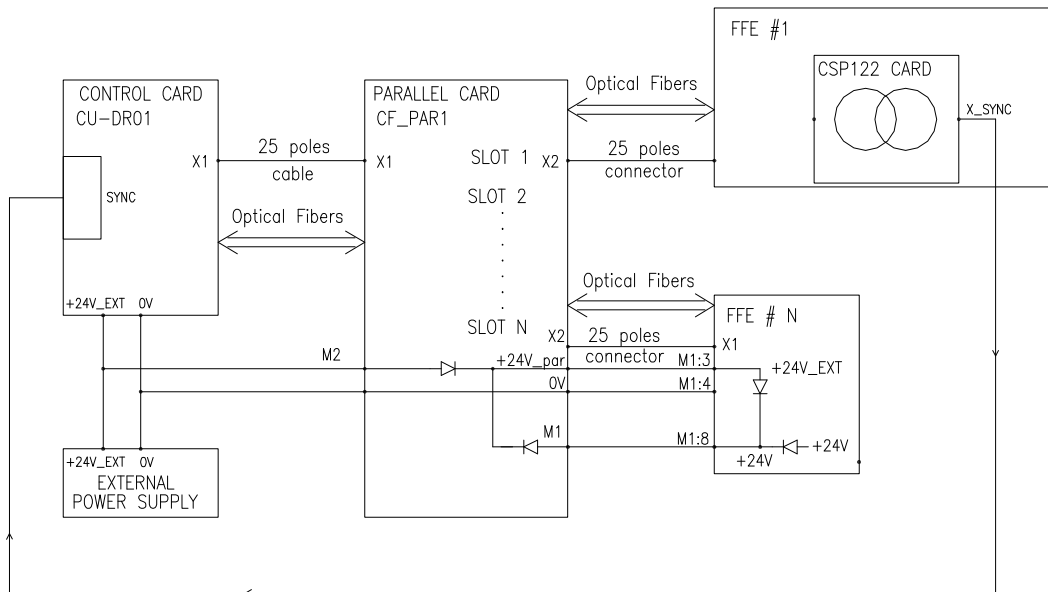 FFE #1
CSP122 CARD
X_SYNC
Optical Fibers
CONTROL CARD
CU-DR01
X1
SYNC
+24V_EXT 0V
25 poles
cable
Optical Fibers
PARALLEL CARD
CF_PAR1
X1
SLOT 1 X2
SLOT 2
SLOT N
X2
25 poles
connector
Optical Fibers
FFE # N
25 poles
connector
X1
M2
+24V_par
M1:3
+24V_EXT
0V
M1:4
M1
M1:8
+24V
+24V
+24V_EXT 0V
EXTERNAL
POWER SUPPLY